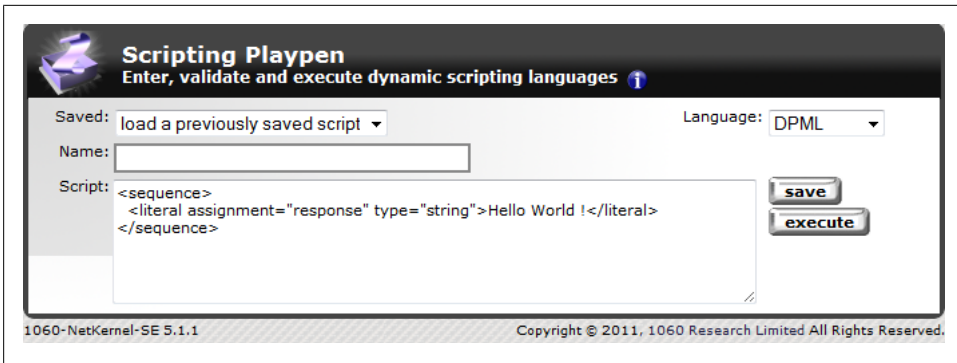 Scripting Playpen
Enter, validate and execute dynamic scripting languages
Saved: load a previously saved script Language: DPML
Name:
Script: <sequence>
<literal assignment="response" type="string">Hello World !</literal>
</sequence>
save
execute
1060-NetKernel-SE 5.1.1 Copyright © 2011, 1060 Research Limited All Rights Reserved.